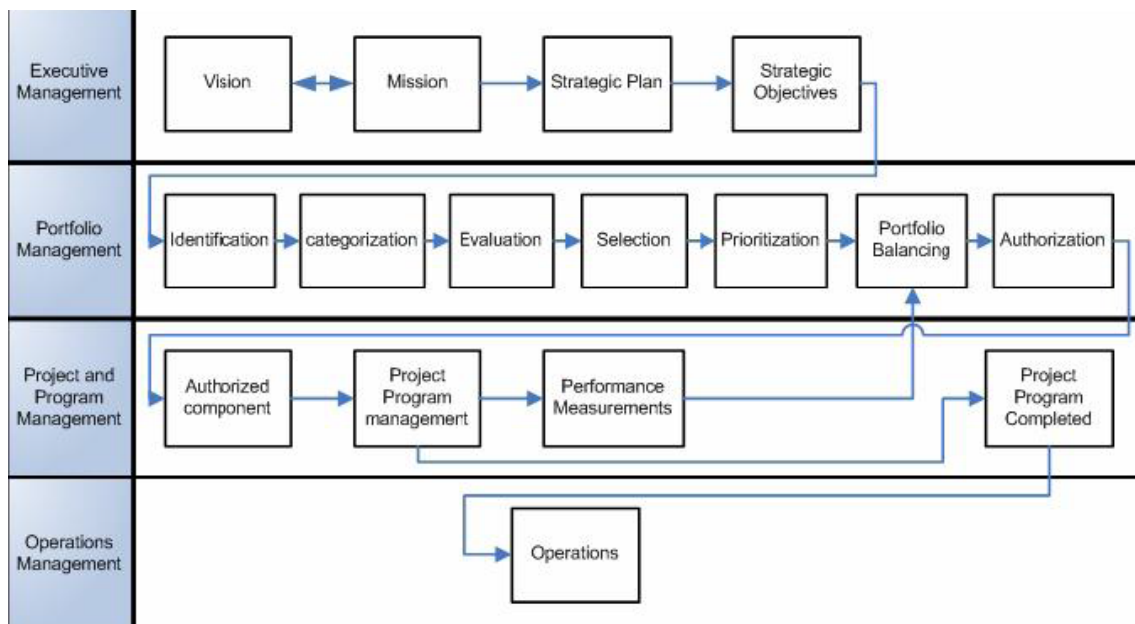 Executive
Management
Vision
Mission
Strategic Plan
Strategic
Objectives
Portfolio
Management
Identification
categorization
Evaluation
Selection
Prioritization
Portfolio
Balancing
Authorization
Project and
Program
Management
Authorized
component
Project
Program
management
Performance
Measurements
Project
Program
Completed
Operations
Management
Operations